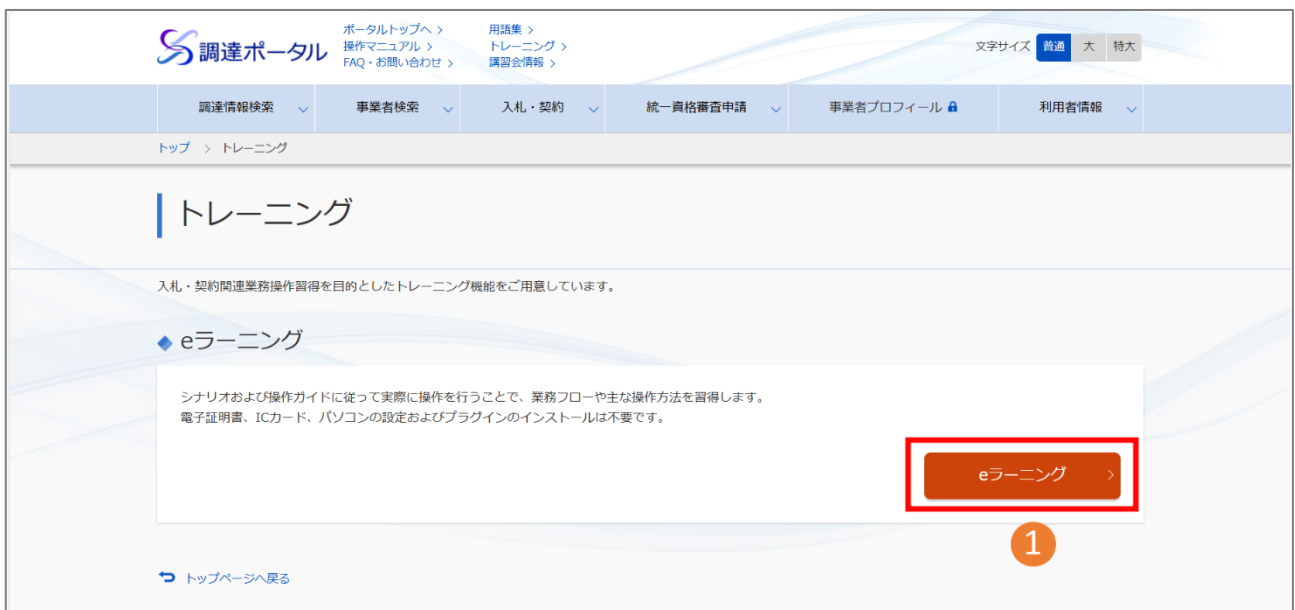 調達ポータル
ポータルトップへ >
操作マニュアル >
FAQ・お問い合わせ >
用語集 >
トレーニング >
講習会情報 >
文字サイズ 普通 大 特大
調達情報検索 事業者検索 入札・契約 統一資格審査申請 事業者プロフィール 利用者情報
トップ > トレーニング
トレーニング
入札・契約関連業務操作習得を目的としたトレーニング機能をご用意しています。
eラーニング
シナリオおよび操作ガイドに従って実際に操作を行うことで、業務フローや主な操作方法を習得します。
電子証明書、ICカード、パソコンの設定およびプラグインのインストールは不要です。
eラーニング >
1
トップページへ戻る